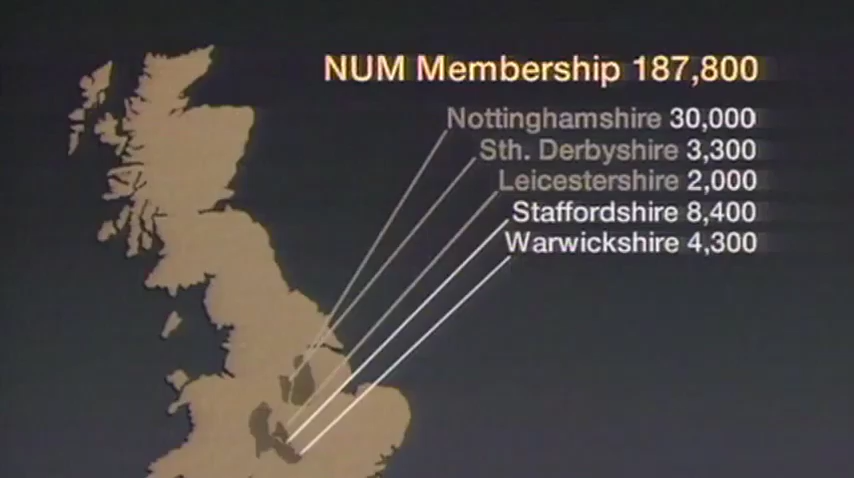 NUM Membership 187,800
Nottinghamshire 30,000
Sth. Derbyshire 3,300
Leicestershire 2,000
Staffordshire 8,400
Warwickshire 4,300